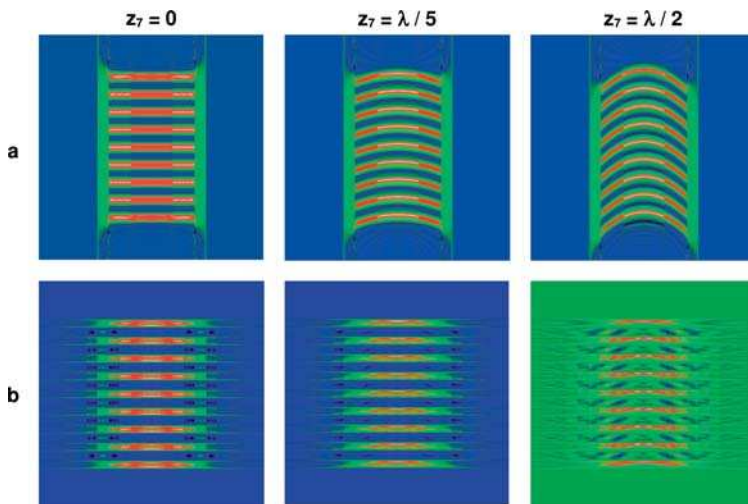 z₇ = 0
z₇ = λ / 5
z₇ = λ / 2
a
b